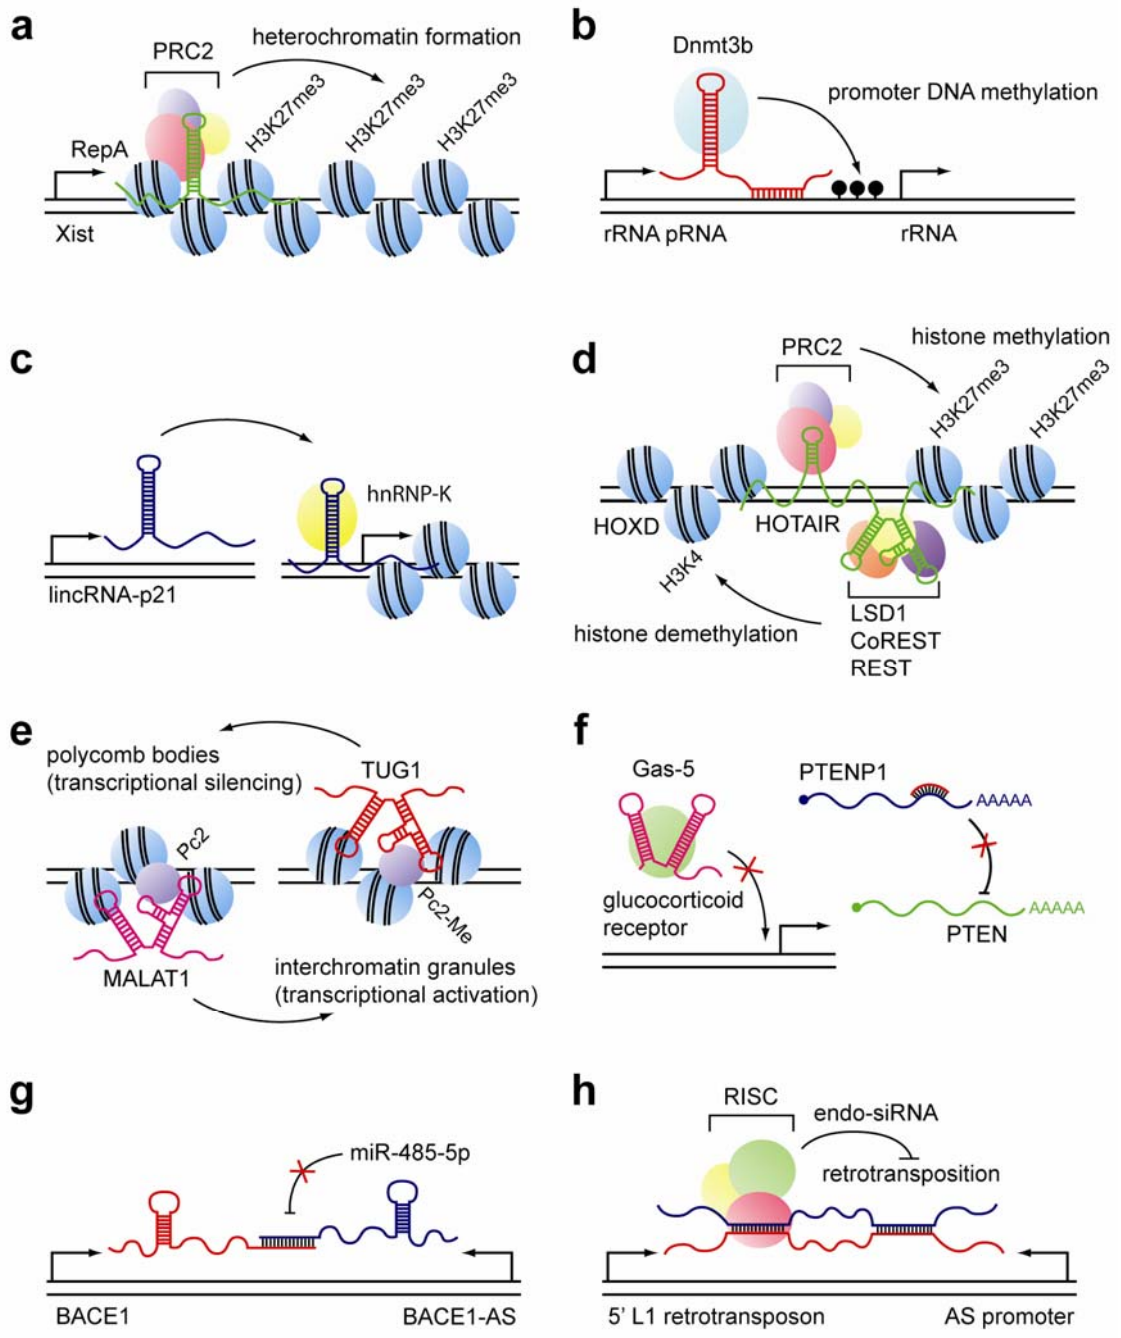 a
PRC2
heterochromatin formation
H3K27me3
H3K27me3
H3K27me3
RepA
Xist
b
Dnmt3b
promoter DNA methylation
rRNA pRNA
rRNA
c
hnRNP-K
lincRNA-p21
d
PRC2
histone methylation
H3K27me3
H3K27me3
HOXD
HOTAIR
H3K4
histone demethylation
LSD1
CoREST
REST
e
polycomb bodies
(transcriptional silencing)
TUG1
Pc2
Pc2-Me
MALAT1
interchromatin granules
(transcriptional activation)
f
Gas-5
glucocorticoid
receptor
PTENP1
AAAAA
AAAAA
PTEN
g
miR-485-5p
BACE1
BACE1-AS
h
RISC
endo-siRNA
retrotransposition
5' L1 retrotransposon
AS promoter